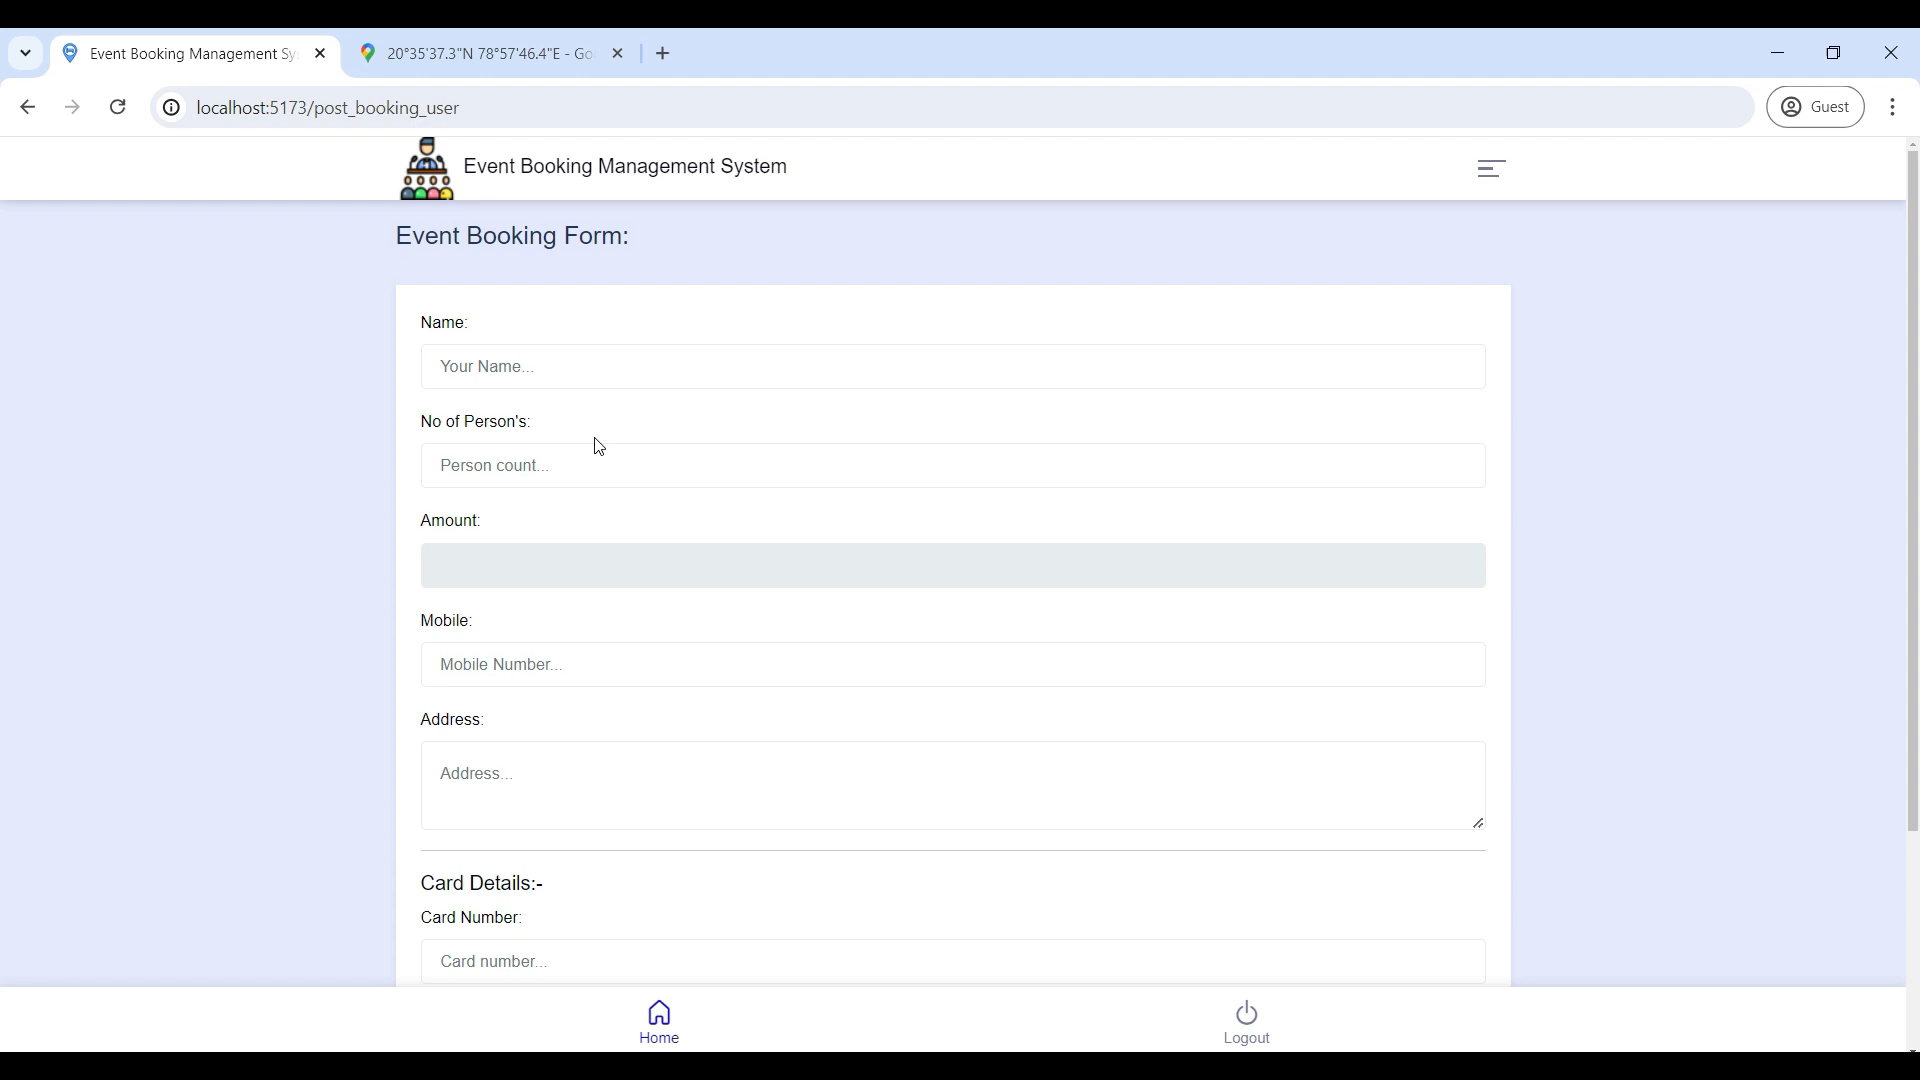 Event Booking Management Sy
20°35'37.3"N 78°57'46.4"E - Go
localhost:5173/post_booking_user
Guest
Event Booking Management System
Event Booking Form:
Name:
Your Name...
No of Person's:
Person count...
Amount:
Mobile:
Mobile Number...
Address:
Address...
Card Details:-
Card Number:
Card number...
Home
Logout